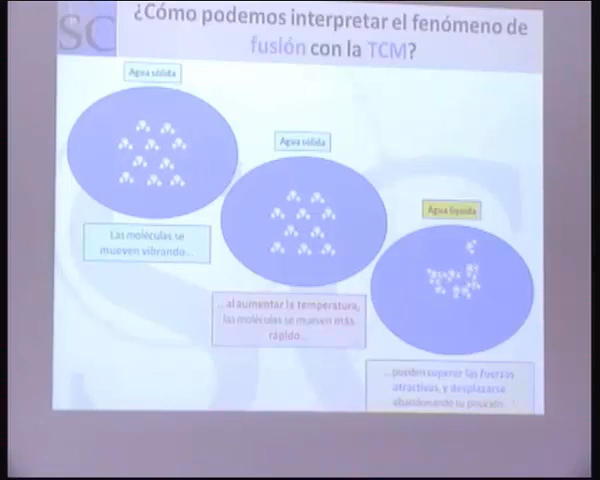 SC
¿Cómo podemos interpretar el fenómeno de
fusión con la TCM?
Agua sólida
Las moléculas se
mueven vibrando...
Agua sólida
...al aumentar la temperatura,
las moléculas se mueven más
rápido...
Agua líquida
...pueden superar las fuerzas
atractivas, y desplazarse
abandonando su posición